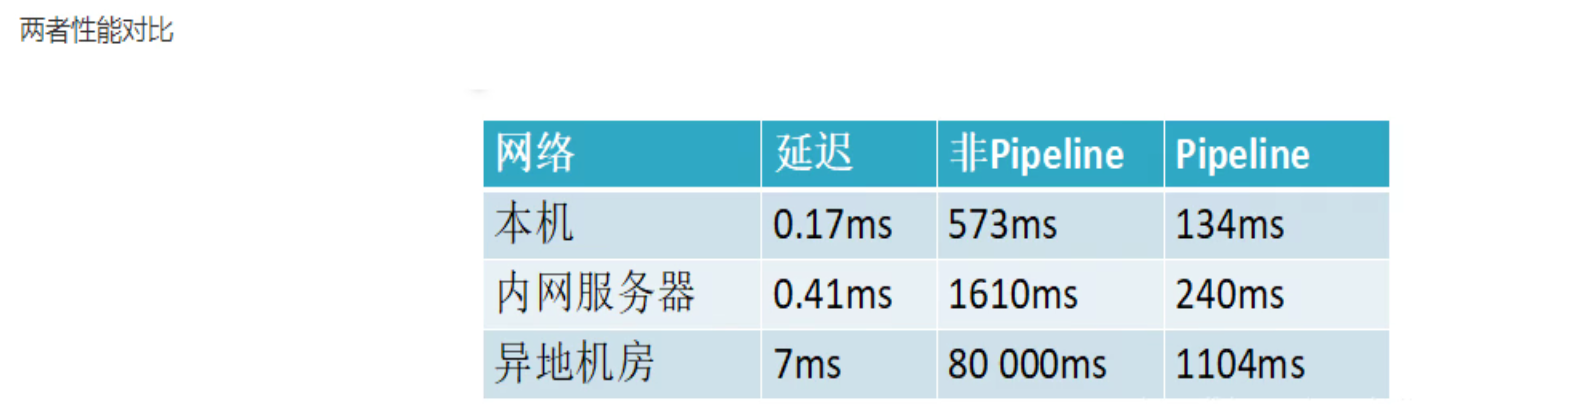 两者性能对比
网络 延迟 非Pipeline Pipeline
本机 0.17ms 573ms 134ms
内网服务器 0.41ms 1610ms 240ms
异地机房 7ms 80 000ms 1104ms